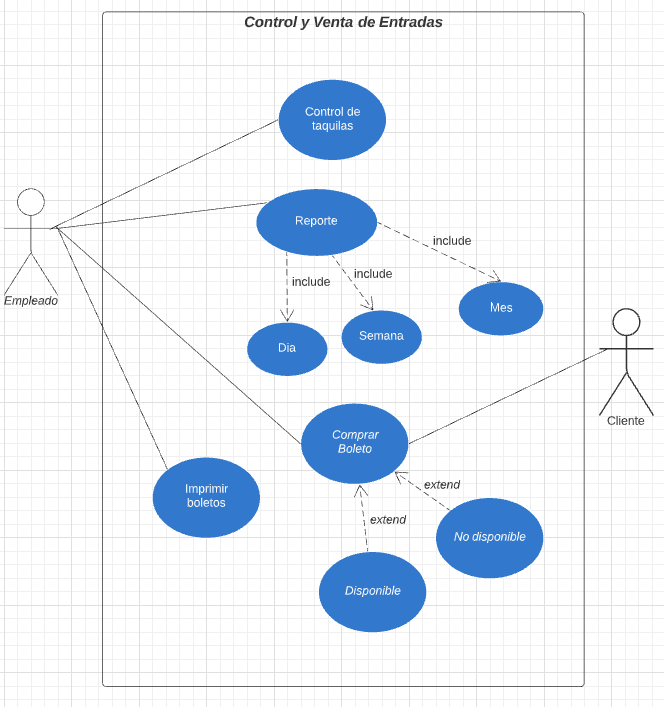 Control y Venta de Entradas
Control de
taquilas
Reporte
include
include
include
Empleado
Dia
Semana
Mes
Cliente
Comprar
Boleto
Imprimir
boletos
extend
extend
No disponible
Disponible